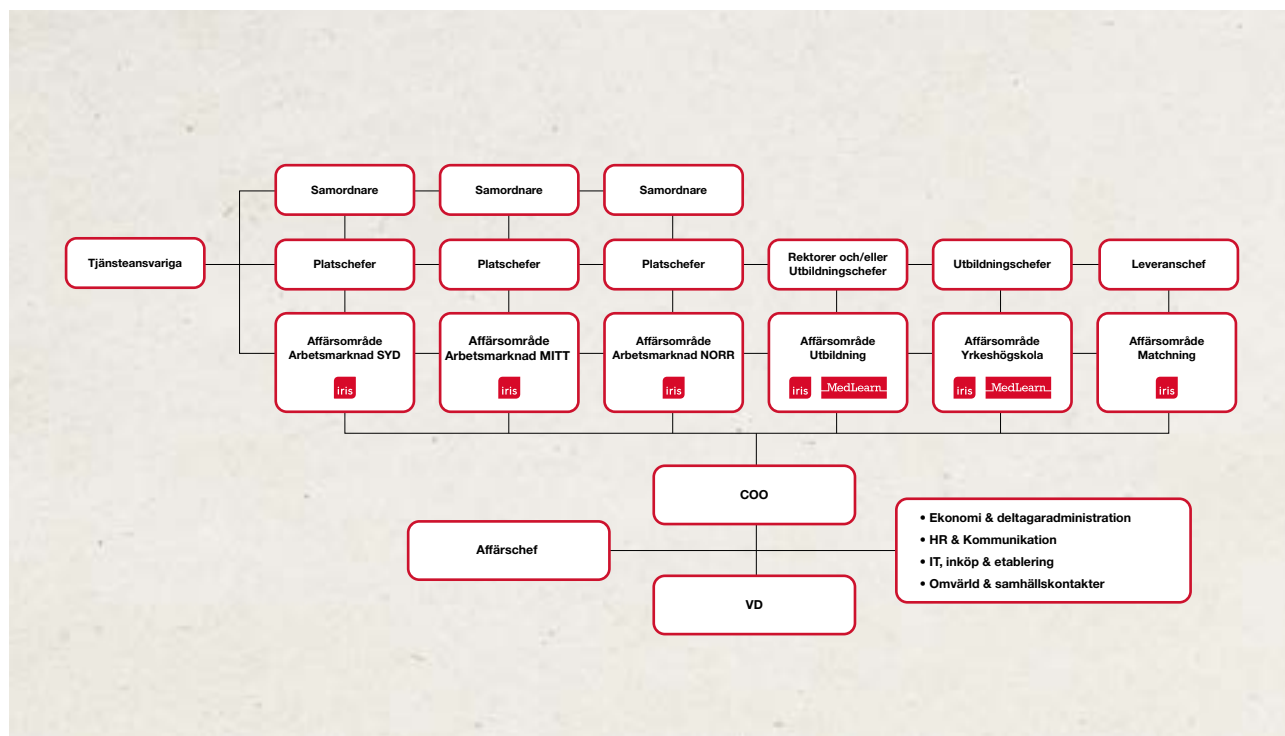 Samordnare
Samordnare
Samordnare
Tjänsteansvariga
Platschefer
Platschefer
Platschefer
Rektorer och/eller
Utbildningschefer
Utbildningschefer
Leveranschef
Affärsområde
Arbetsmarknad SYD
iris
Affärsområde
Arbetsmarknad MITT
iris
Affärsområde
Arbetsmarknad NORR
iris
Affärsområde
Utbildning
iris MedLearn
Affärsområde
Yrkeshögskola
iris MedLearn
Affärsområde
Matchning
iris
COO
Affärschef
• Ekonomi & deltagaradministration
• HR & Kommunikation
• IT, inköp & etablering
• Omvärld & samhällskontakter
VD